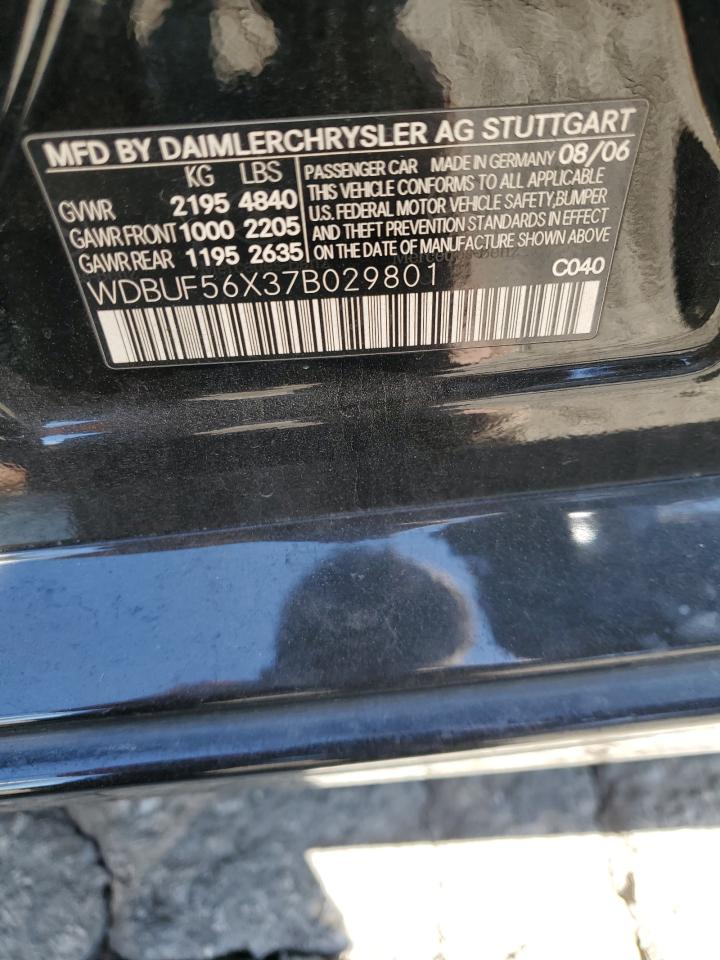 MFD BY DAIMLERCHRYSLER AG STUTTGART
KG LBS
GVWR 2195 4840
GAWR FRONT 1000 2205
GAWR REAR 1195 2635
PASSENGER CAR MADE IN GERMANY 08/06
THIS VEHICLE CONFORMS TO ALL APPLICABLE
U.S. FEDERAL MOTOR VEHICLE SAFETY,BUMPER
AND THEFT PREVENTION STANDARDS IN EFFECT
ON THE DATE OF MANUFACTURE SHOWN ABOVE
WDBUF56X37B029801
C040